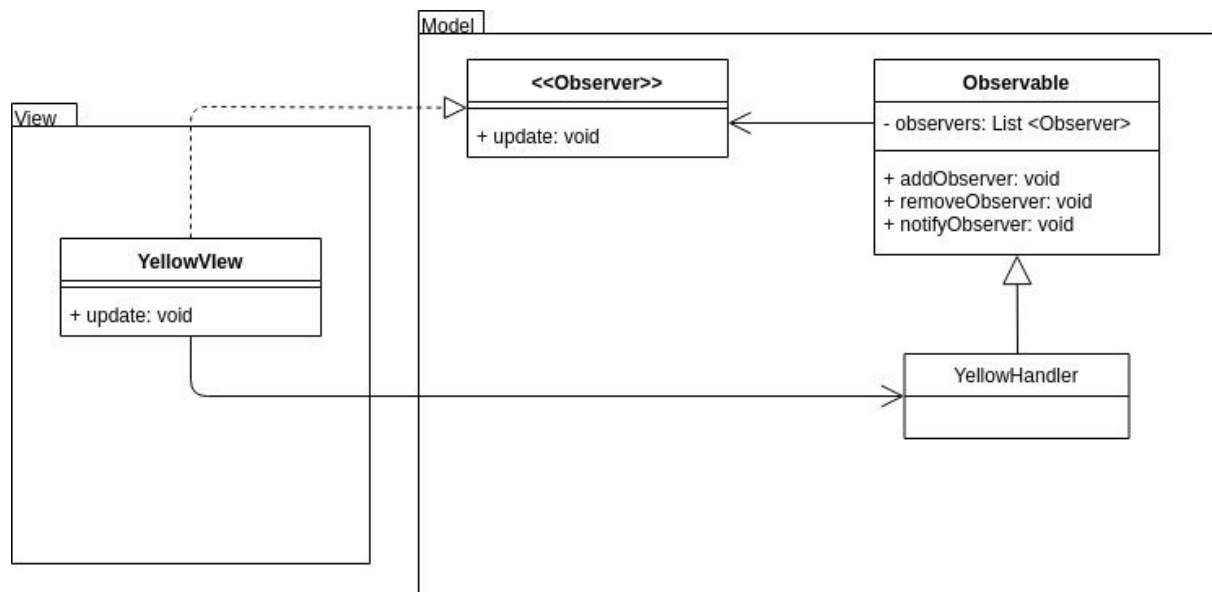 Model
<<Observer>>
+ update: void
Observable
- observers: List <Observer>
+ addObserver: void
+ removeObserver: void
+ notifyObserver: void
View
YellowVIew
+ update: void
YellowHandler